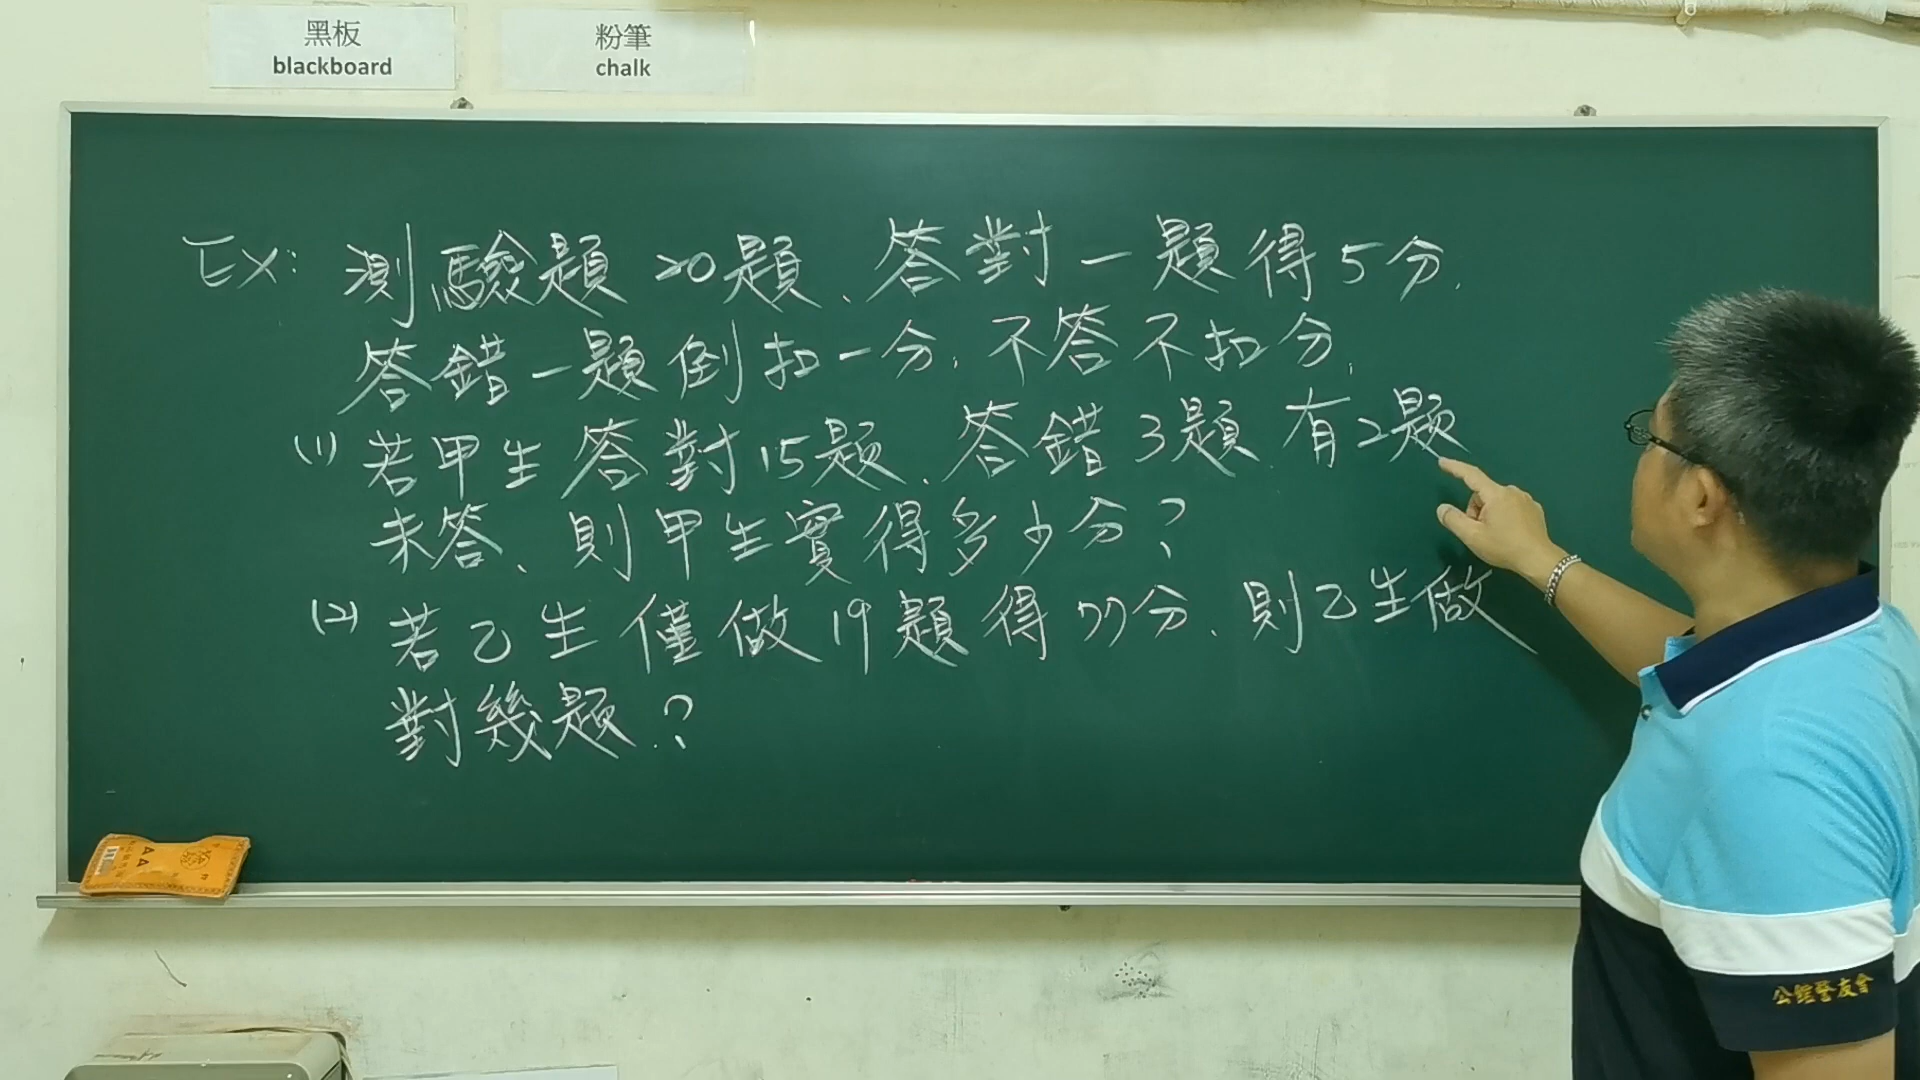 黑板
blackboard
粉筆
chalk
EX: 測驗題20題、答對一題得5分.
答錯一題倒扣一分, 不答不扣分.
(1) 若甲生答對15題、答錯3題, 有2題
未答、則甲生實得多少分?
(2) 若乙生僅做19題得77分、則乙生做
對幾題?
AA
公館警友會